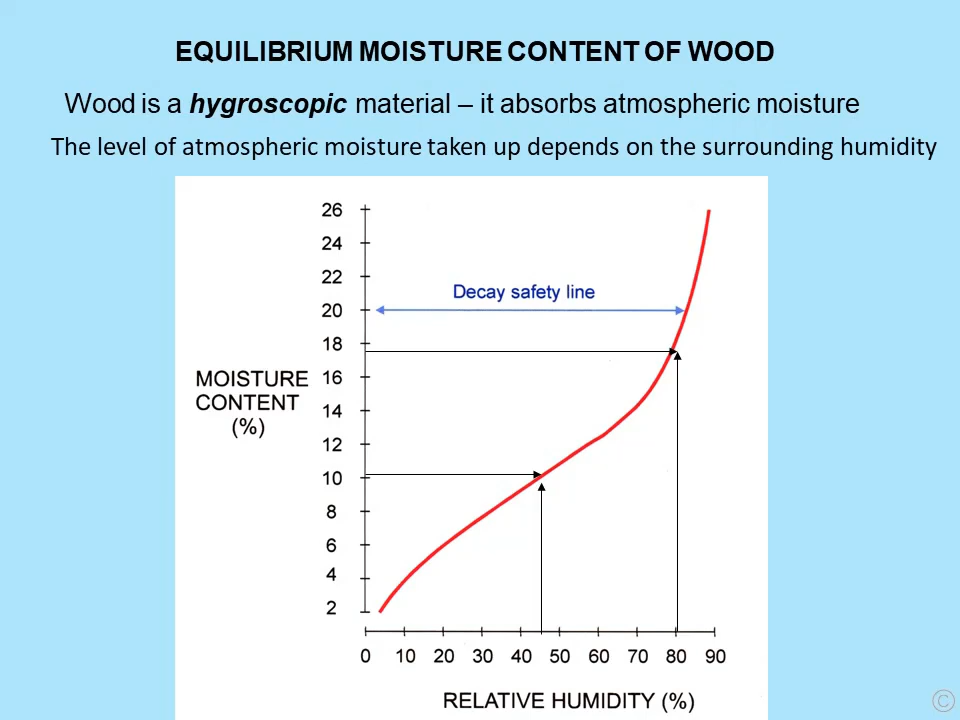 EQUILIBRIUM MOISTURE CONTENT OF WOOD
Wood is a hygroscopic material – it absorbs atmospheric moisture
The level of atmospheric moisture taken up depends on the surrounding humidity
26
24
22
Decay safety line
20
18
MOISTURE
CONTENT
(%)
16
14
12
10
8
6
4
2
0 10 20 30 40 50 60 70 80 90
RELATIVE HUMIDITY (%)
©